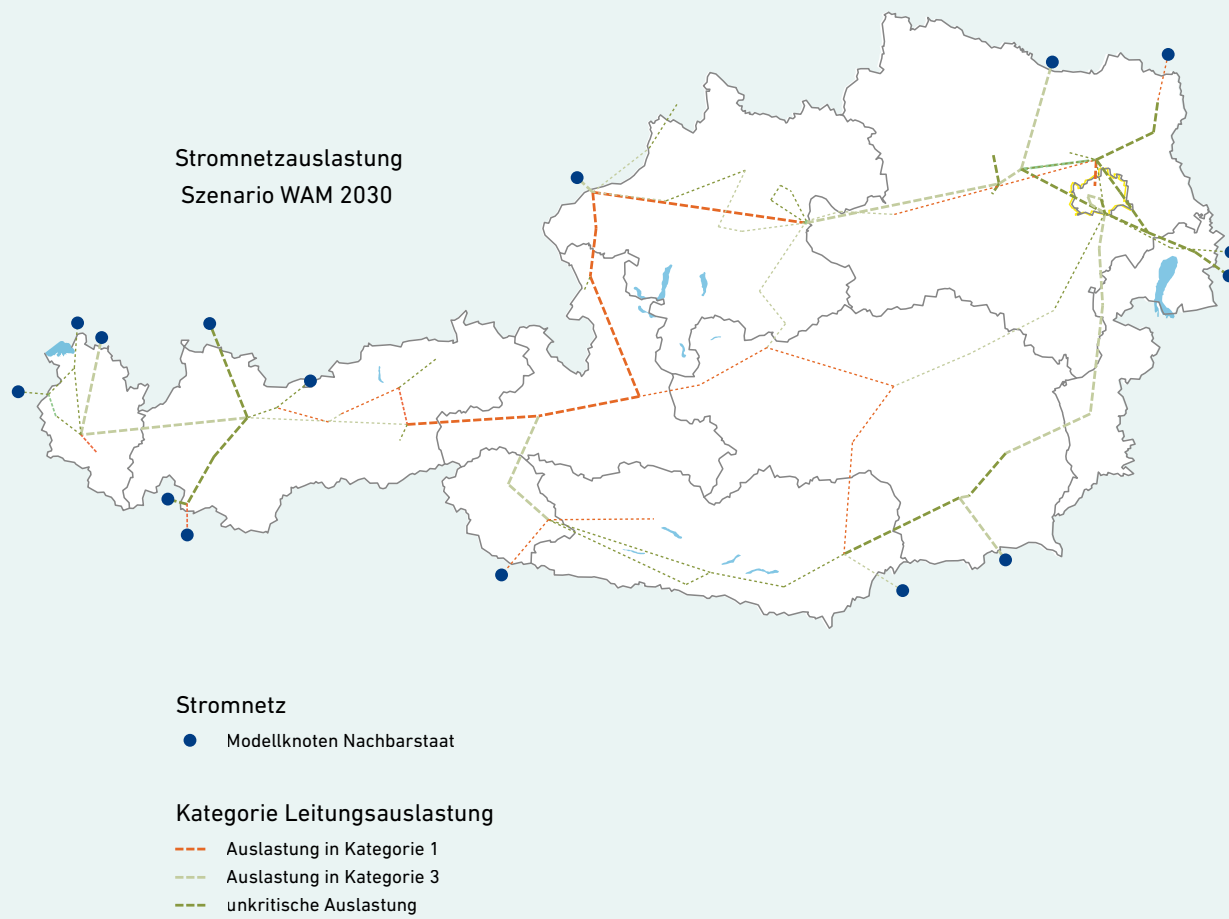 Stromnetzauslastung
Szenario WAM 2030
Stromnetz
Modellknoten Nachbarstaat
Kategorie Leitungsauslastung
Auslastung in Kategorie 1
Auslastung in Kategorie 3
unkritische Auslastung